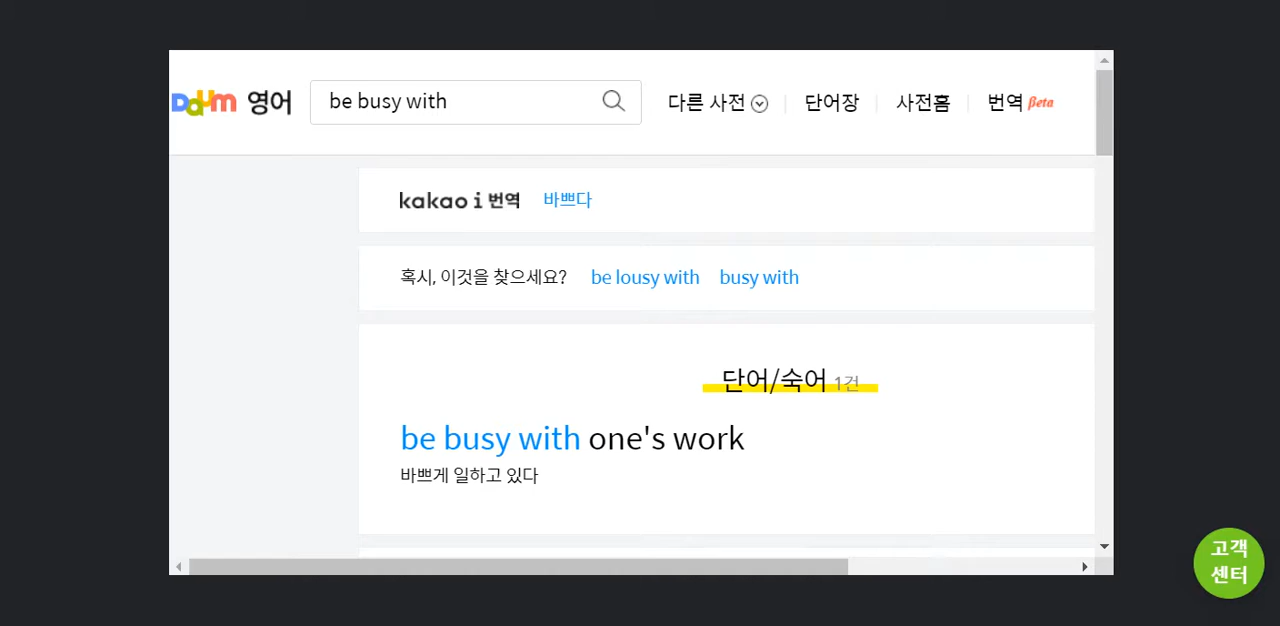 Daum 영어 be busy with 다른 사전 단어장 사전홈 번역 Beta
kakao i 번역 바쁘다
혹시, 이것을 찾으세요? be lousy with busy with
단어/숙어 1건
be busy with one's work
바쁘게 일하고 있다
고객
센터